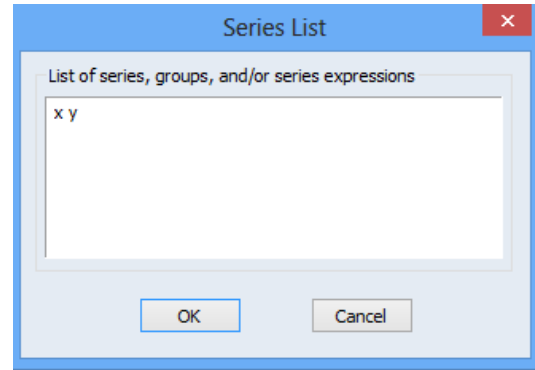 Series List
List of series, groups, and/or series expressions
x y
OK
Cancel